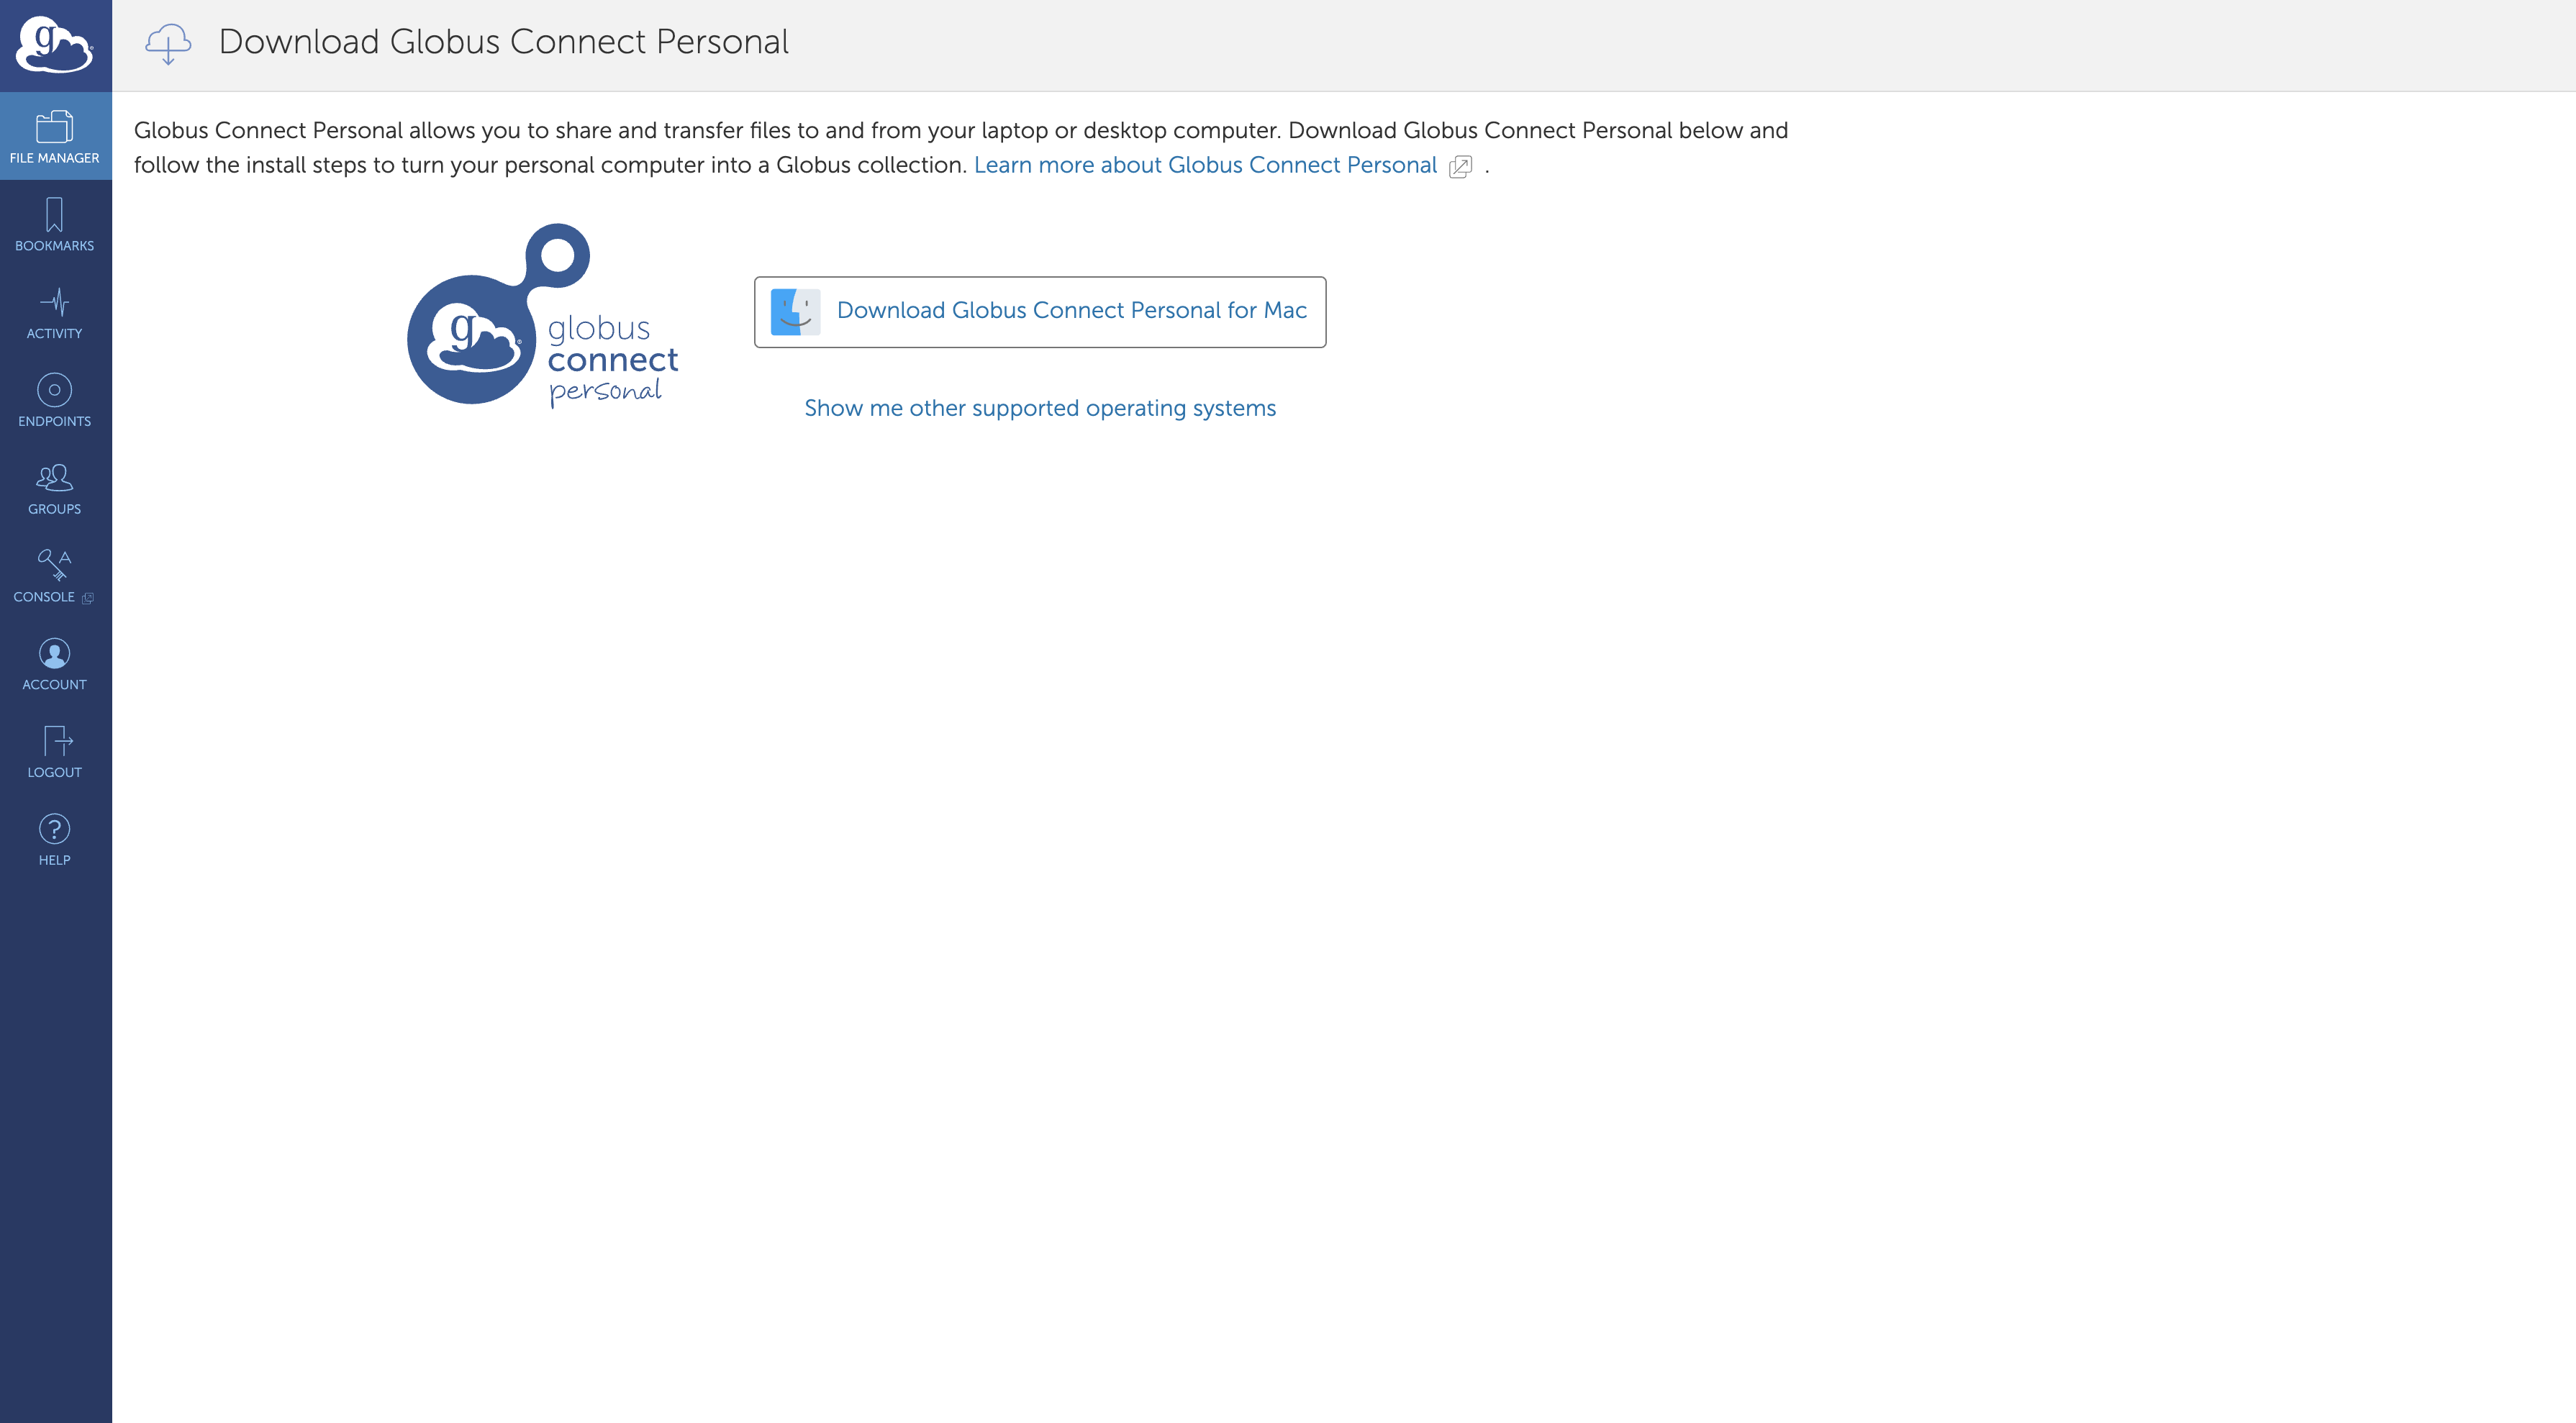 g
Download Globus Connect Personal
FILE MANAGER
BOOKMARKS
ACTIVITY
ENDPOINTS
GROUPS
A
CONSOLE
ACCOUNT
LOGOUT
?
HELP
Globus Connect Personal allows you to share and transfer files to and from your laptop or desktop computer. Download Globus Connect Personal below and
follow the install steps to turn your personal computer into a Globus collection. Learn more about Globus Connect Personal .
g
globus
connect
personal
Download Globus Connect Personal for Mac
Show me other supported operating systems